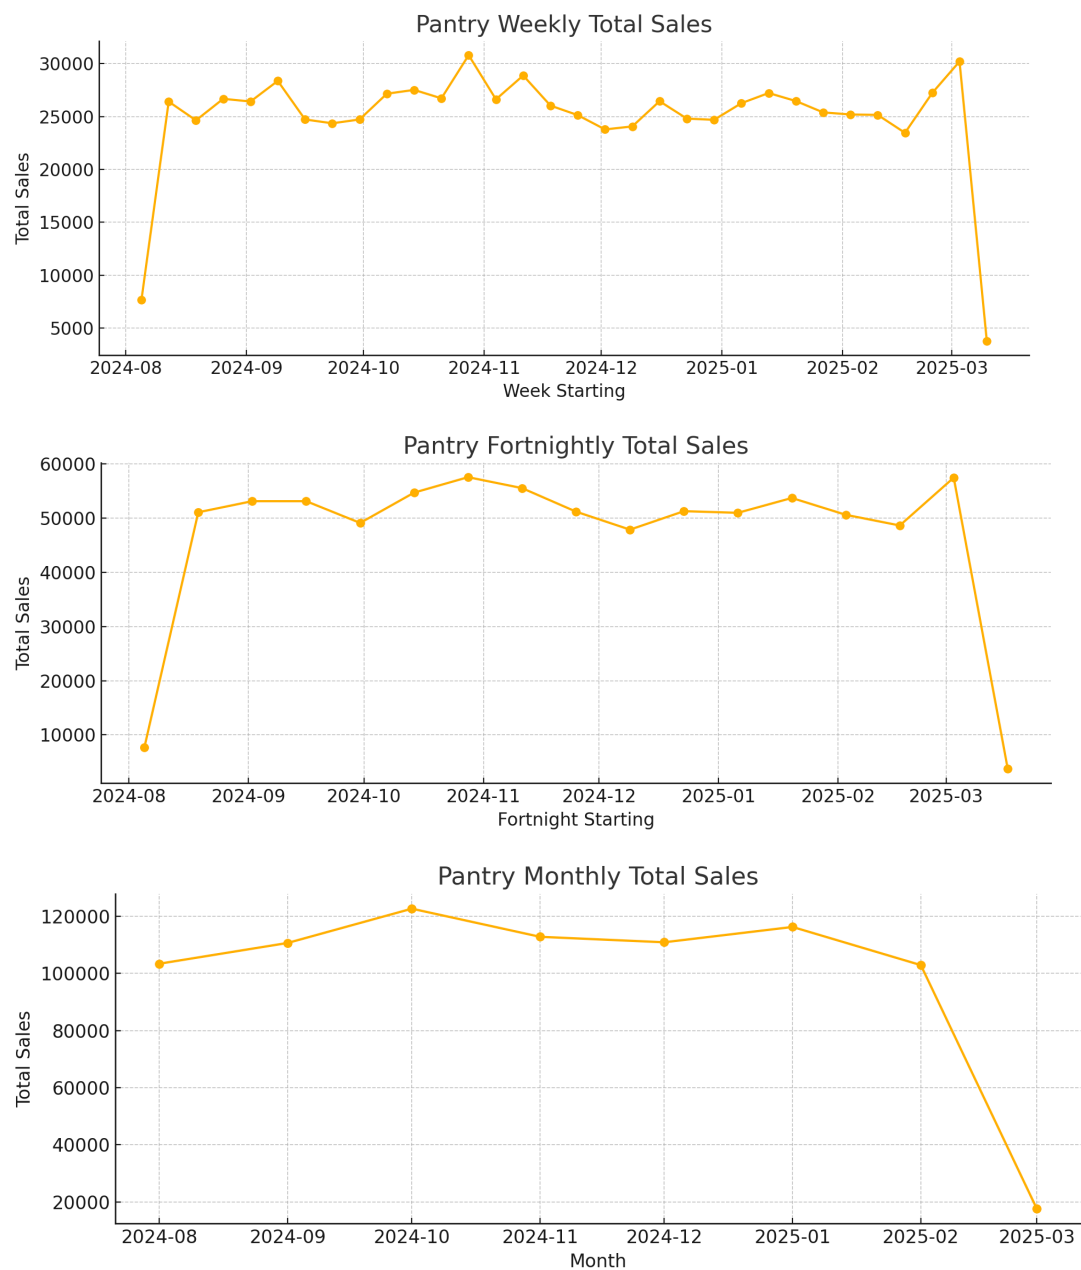 Pantry Weekly Total Sales
30000
25000
20000
15000
10000
5000
Total Sales
2024-08 2024-09 2024-10 2024-11 2024-12 2025-01 2025-02 2025-03
Week Starting
Pantry Fortnightly Total Sales
60000
50000
40000
30000
20000
10000
Total Sales
2024-08 2024-09 2024-10 2024-11 2024-12 2025-01 2025-02 2025-03
Fortnight Starting
Pantry Monthly Total Sales
120000
100000
80000
60000
40000
20000
Total Sales
2024-08 2024-09 2024-10 2024-11 2024-12 2025-01 2025-02 2025-03
Month